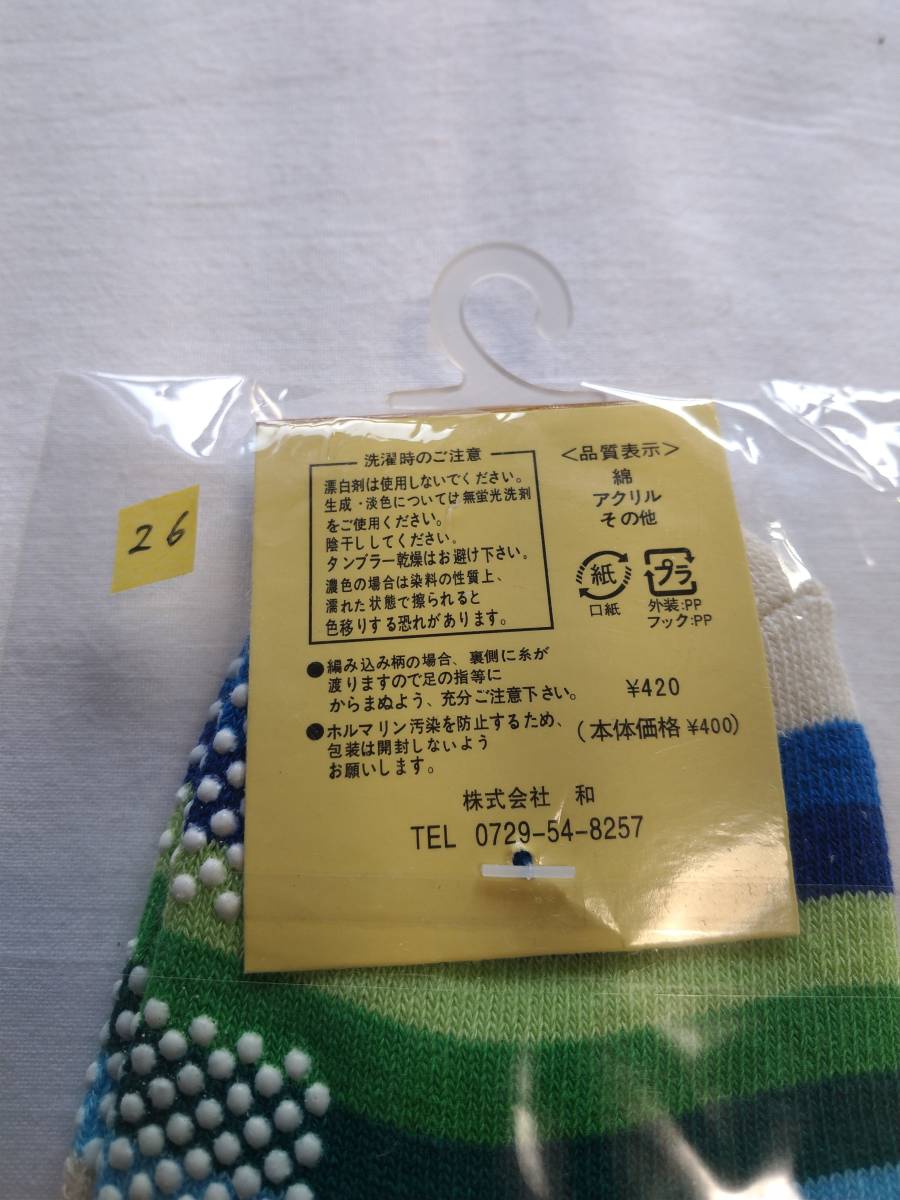 26
洗濯時のご注意
漂白剤は使用しないでください。
生成・淡色については無蛍光洗剤
をご使用ください。
陰干ししてください。
タンブラー乾燥はお避け下さい。
濃色の場合は染料の性質上、
濡れた状態で擦られると
色移りする恐れがあります。
<品質表示>
綿
アクリル
その他
紙
口紙
プラ
外装:PP
フック:PP
●編み込み柄の場合、裏側に糸が
渡りますので足の指等に
からまぬよう、充分ご注意下さい。
●ホルマリン汚染を防止するため、
包装は開封しないよう
お願いします。
¥420
(本体価格 ¥400)
株式会社 和
TEL 0729-54-8257